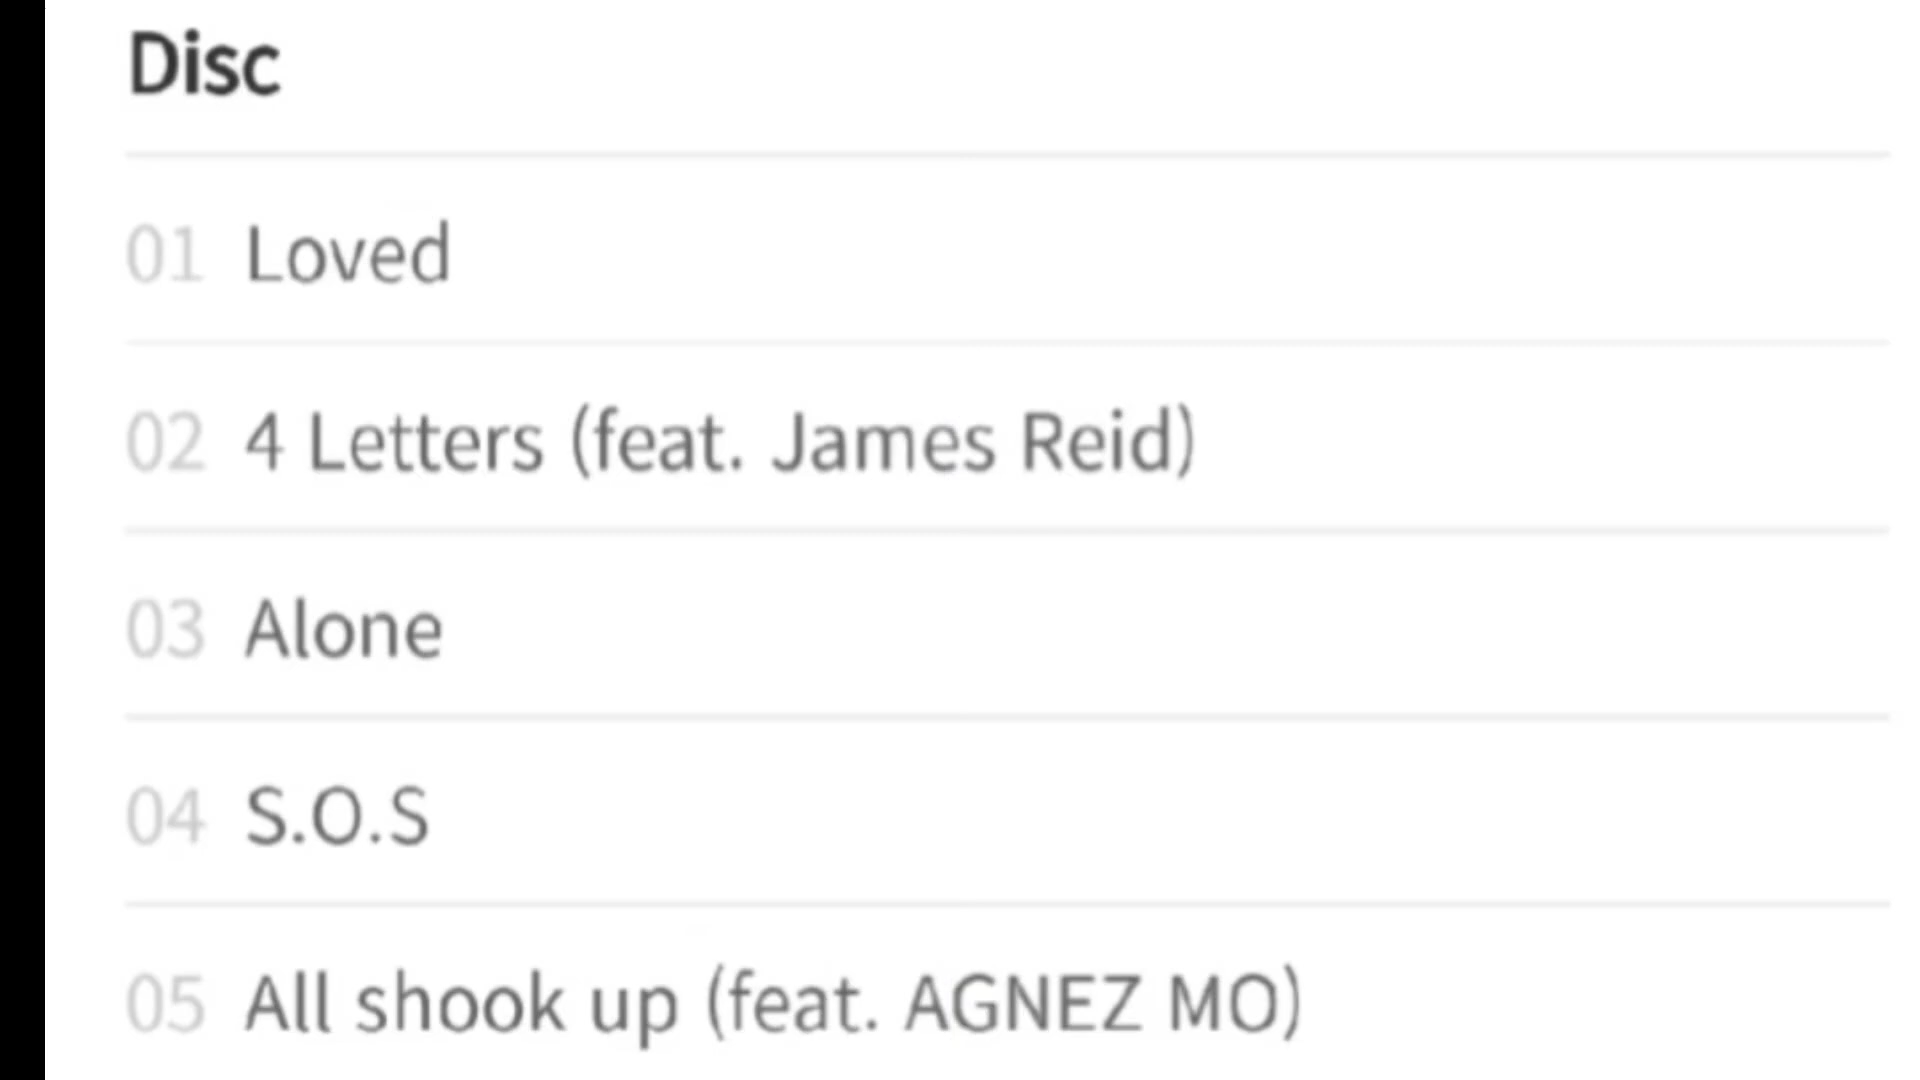 Disc
01 Loved
02 4 Letters (feat. James Reid)
03 Alone
04 S.O.S
05 All shook up (feat. AGNEZ MO)